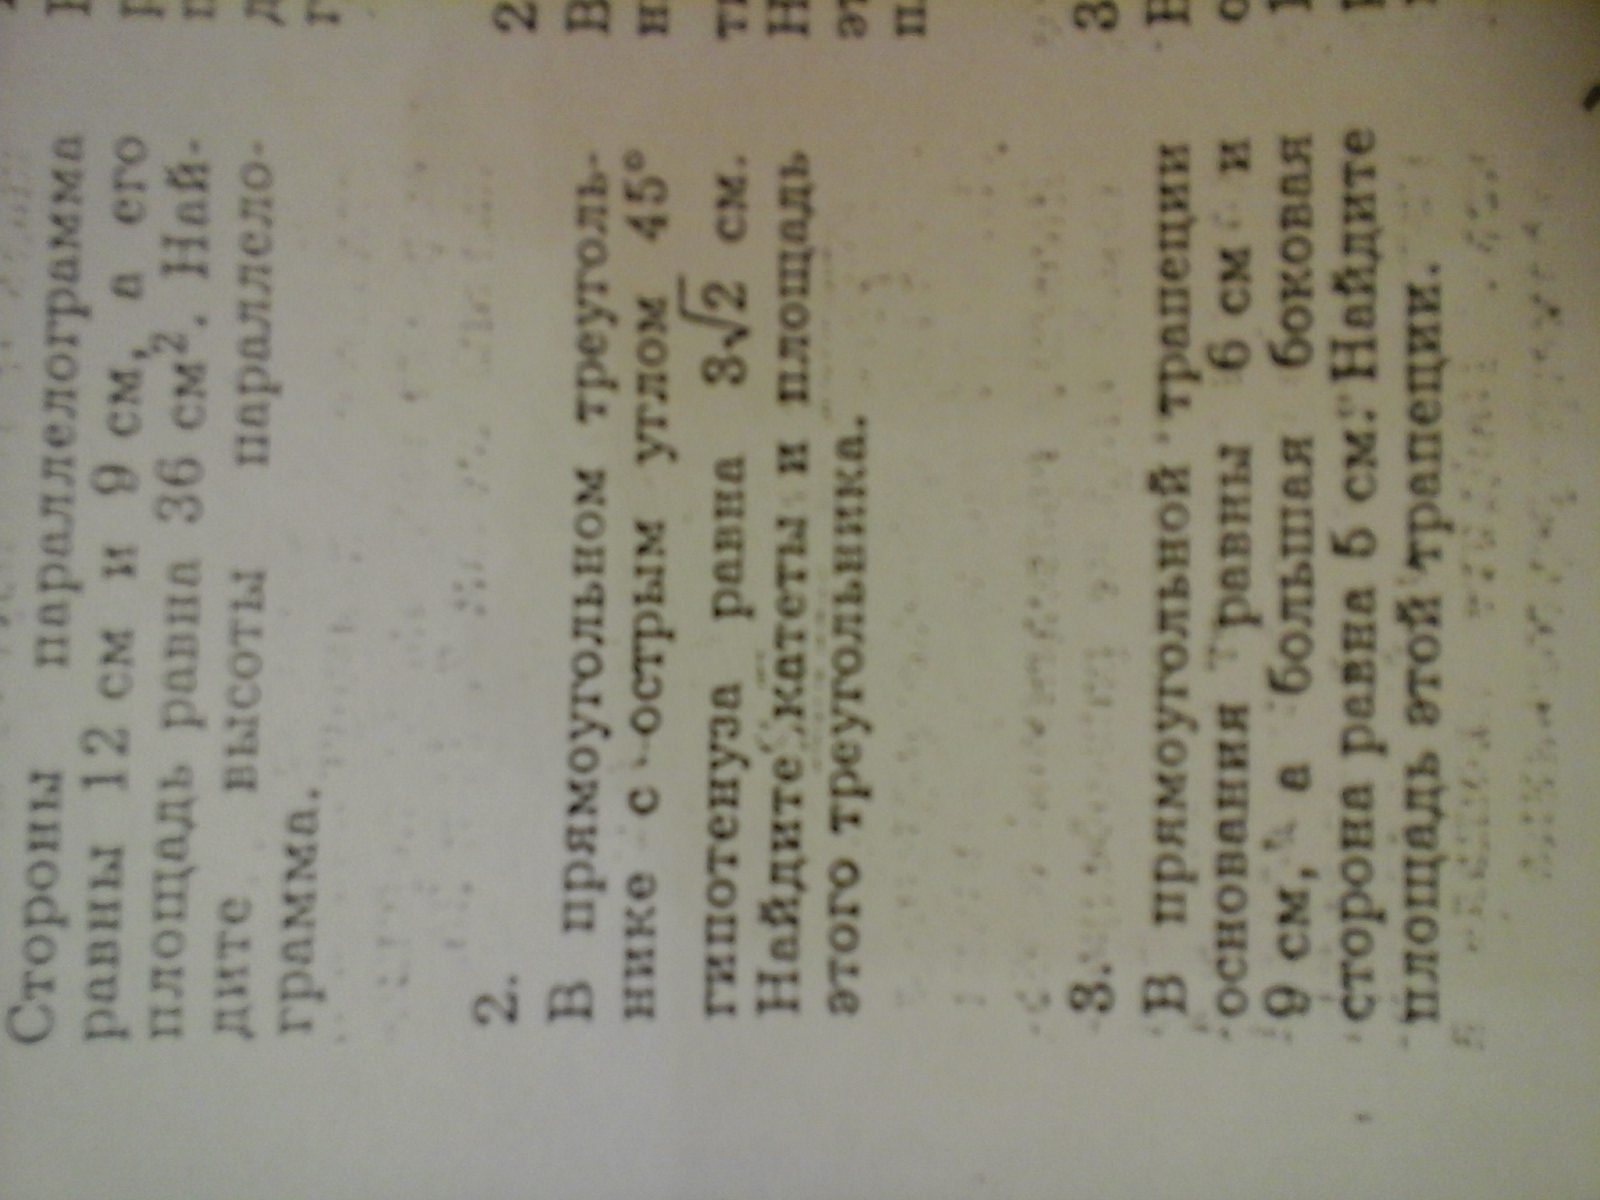 Стороны параллелограмма
равны 12 см и 9 см, а его
площадь равна 36 см². Най-
дите высоты параллело-
грамма.
2.
В прямоугольном треуголь-
нике с острым углом 45°
гипотенуза равна 3√2 см.
Найдите катеты и площадь
этого треугольника.
3.
В прямоугольной трапеции
основания равны 6 см и
9 см, а большая боковая
сторона равна 5 см. Найдите
площадь этой трапеции.
2
3